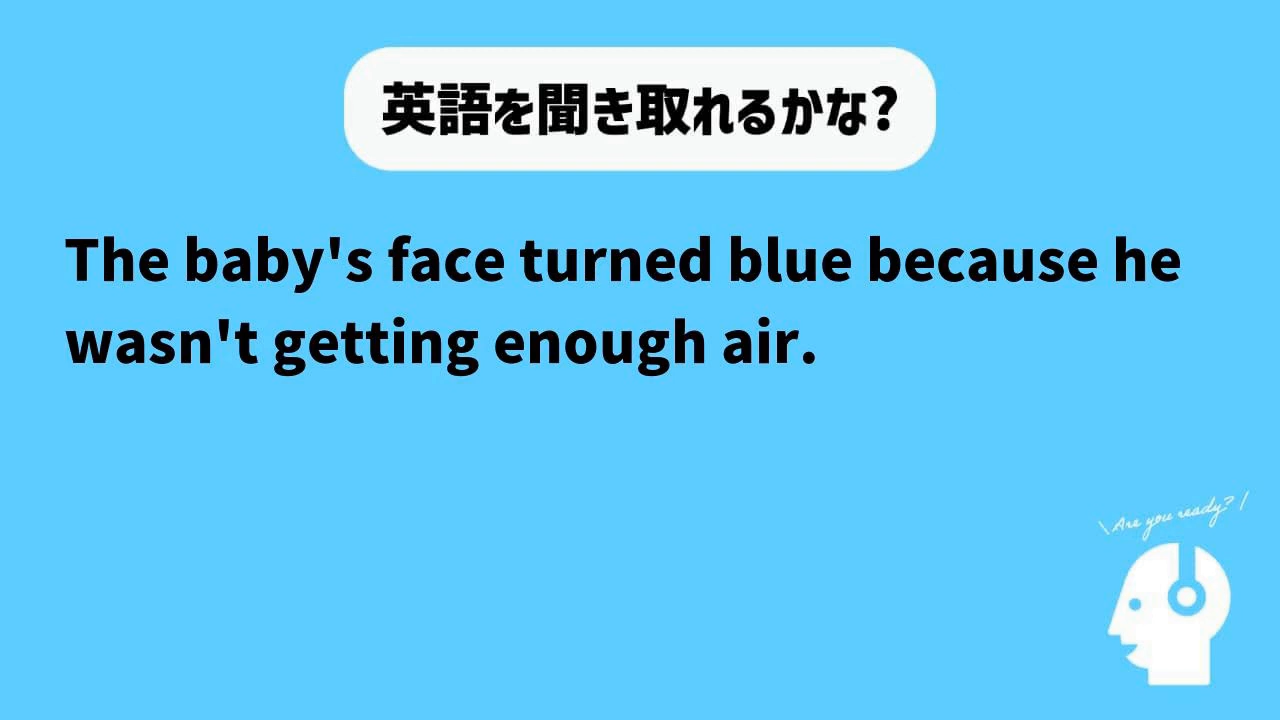 英語を聞き取れるかな?
The baby's face turned blue because he
wasn't getting enough air.
\Are you ready?/